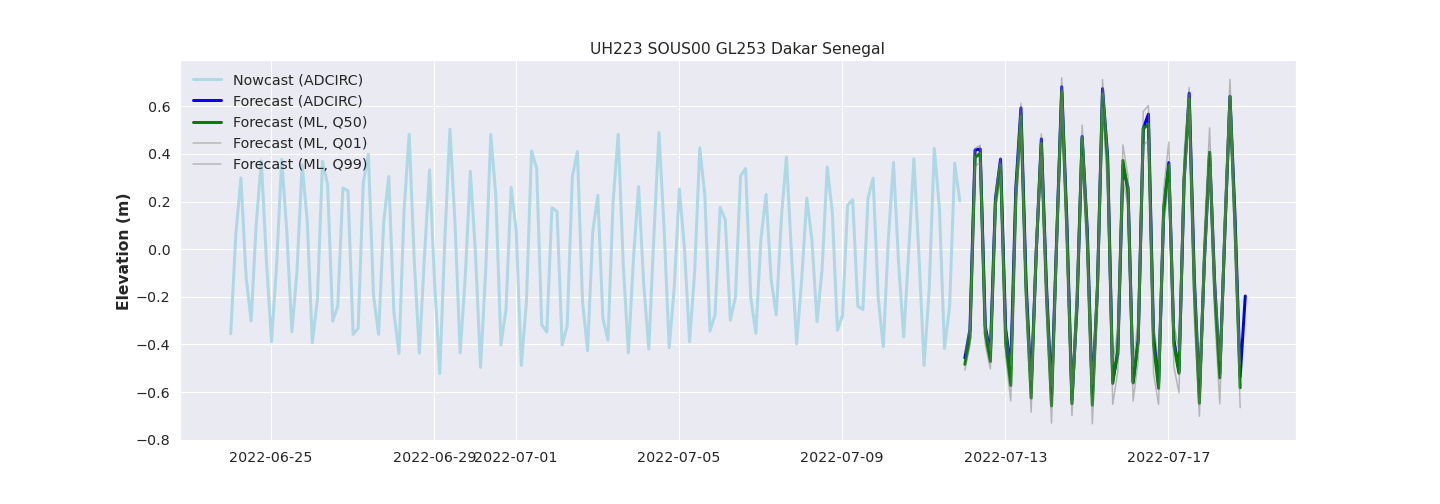 UH223 SOUS00 GL253 Dakar Senegal
Nowcast (ADCIRC)
Forecast (ADCIRC)
Forecast (ML, Q50)
Forecast (ML, Q01)
Forecast (ML, Q99)
Elevation (m)
0.6
0.4
0.2
0.0
−0.2
−0.4
−0.6
−0.8
2022-06-25 2022-06-29 2022-07-01 2022-07-05 2022-07-09 2022-07-13 2022-07-17